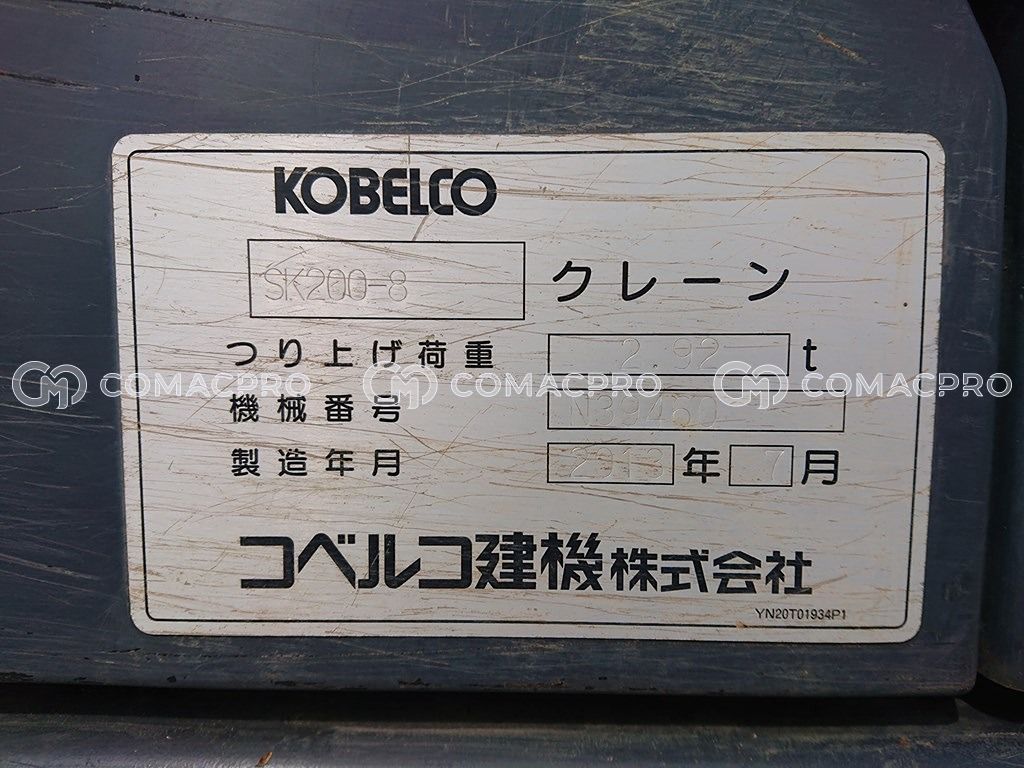 KOBELCO
SK200-8 クレーン
つり上げ荷重 2.92 t
COMACPRO COMACPRO COMACPRO
機械番号 N39460
製造年月 2013 年 7 月
コベルコ建機株式会社
YN20T01934P1